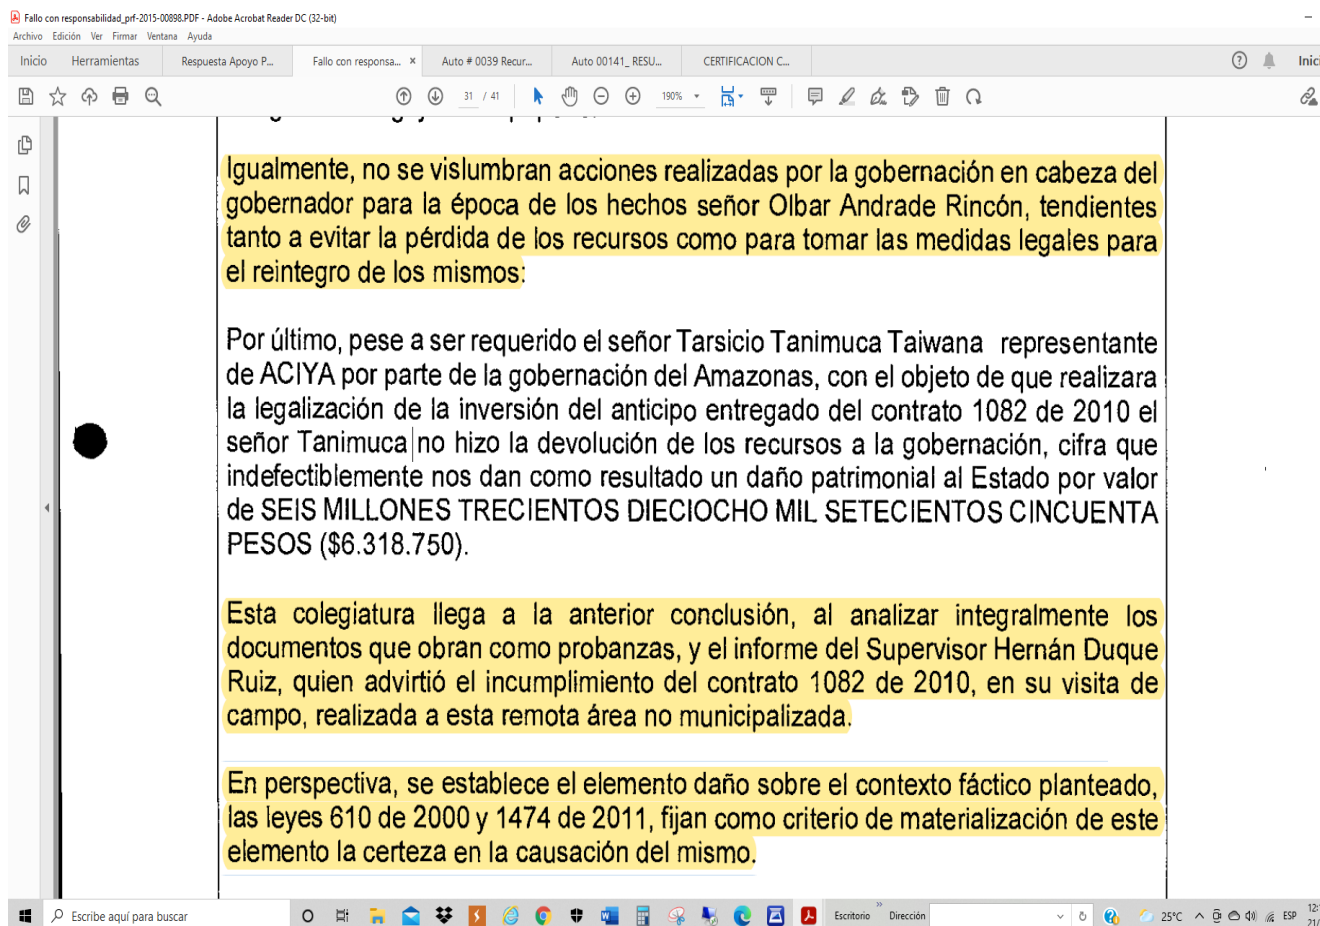 Fallo con responsabilidad_prf-2015-00898.PDF - Adobe Acrobat Reader DC (32-bit)
Archivo Edición Ver Firmar Ventana Ayuda
Inicio Herramientas Respuesta Apoyo P... Fallo con responsa... × Auto # 0039 Recur... Auto 00141_ RESU... CERTIFICACION C... Inici
31 / 41 190%
Igualmente, no se vislumbran acciones realizadas por la gobernación en cabeza del
gobernador para la época de los hechos señor Olbar Andrade Rincón, tendientes
tanto a evitar la pérdida de los recursos como para tomar las medidas legales para
el reintegro de los mismos:
Por último, pese a ser requerido el señor Tarsicio Tanimuca Taiwana representante
de ACIYA por parte de la gobernación del Amazonas, con el objeto de que realizara
la legalización de la inversión del anticipo entregado del contrato 1082 de 2010 el
señor Tanimuca no hizo la devolución de los recursos a la gobernación, cifra que
indefectiblemente nos dan como resultado un daño patrimonial al Estado por valor
de SEIS MILLONES TRECIENTOS DIECIOCHO MIL SETECIENTOS CINCUENTA
PESOS ($6.318.750).
Esta colegiatura llega a la anterior conclusión, al analizar integralmente los
documentos que obran como probanzas, y el informe del Supervisor Hernán Duque
Ruiz, quien advirtió el incumplimiento del contrato 1082 de 2010, en su visita de
campo, realizada a esta remota área no municipalizada.
En perspectiva, se establece el elemento daño sobre el contexto fáctico planteado,
las leyes 610 de 2000 y 1474 de 2011, fijan como criterio de materialización de este
elemento la certeza en la causación del mismo.
Escribe aquí para buscar Escritorio Dirección 25°C ESP